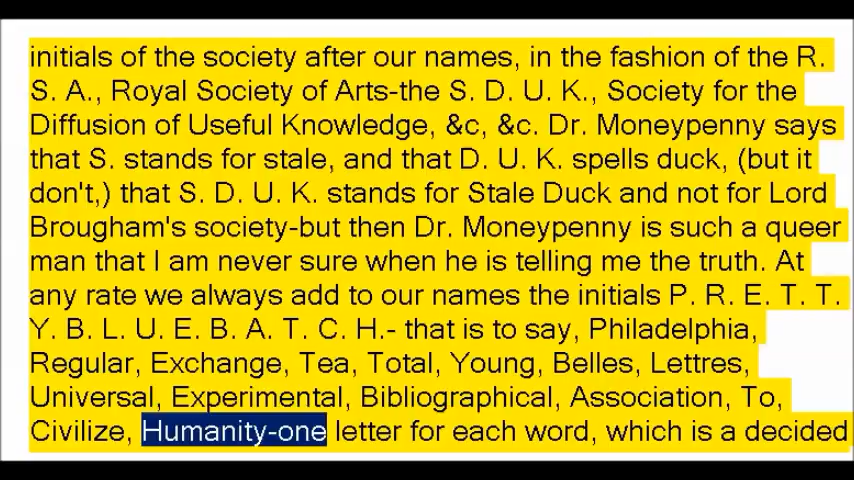 initials of the society after our names, in the fashion of the R.
S. A., Royal Society of Arts-the S. D. U. K., Society for the
Diffusion of Useful Knowledge, &c, &c. Dr. Moneypenny says
that S. stands for stale, and that D. U. K. spells duck, (but it
don't,) that S. D. U. K. stands for Stale Duck and not for Lord
Brougham's society-but then Dr. Moneypenny is such a queer
man that I am never sure when he is telling me the truth. At
any rate we always add to our names the initials P. R. E. T. T.
Y. B. L. U. E. B. A. T. C. H.- that is to say, Philadelphia,
Regular, Exchange, Tea, Total, Young, Belles, Lettres,
Universal, Experimental, Bibliographical, Association, To,
Civilize, Humanity-one letter for each word, which is a decided